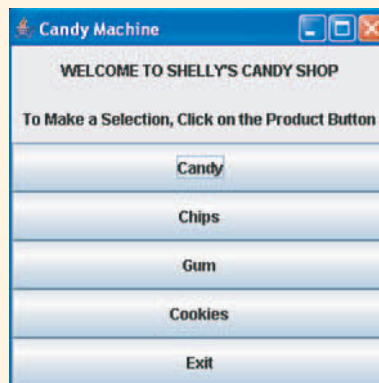 Candy Machine
WELCOME TO SHELLY'S CANDY SHOP
To Make a Selection, Click on the Product Button
Candy
Chips
Gum
Cookies
Exit